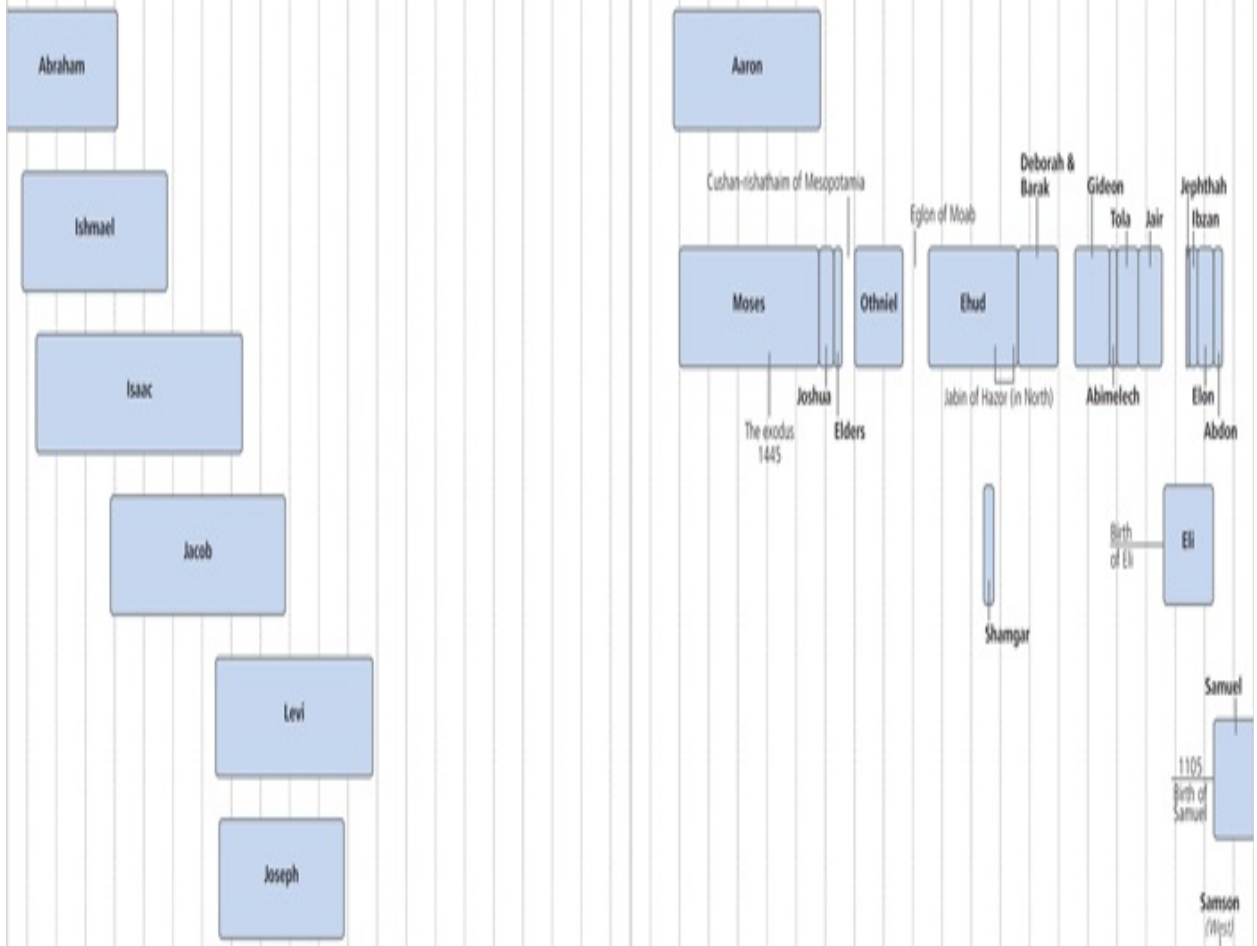 Abraham
Aaron
Deborah &
Barak
Cushan-rishathaim of Mesopotamia
Gideon
Jephthah
Eglon of Moab
Tola
Jair
Ibzan
Ishmael
Moses
Othniel
Ehud
Isaac
Joshua
Jabin of Hazor (in North)
Abimelech
Elon
The exodus
1445
Elders
Abdon
Jacob
Birth
of Eli
Eli
Shamgar
Levi
Samuel
1105
Birth of
Samuel
Joseph
Samson
(West)